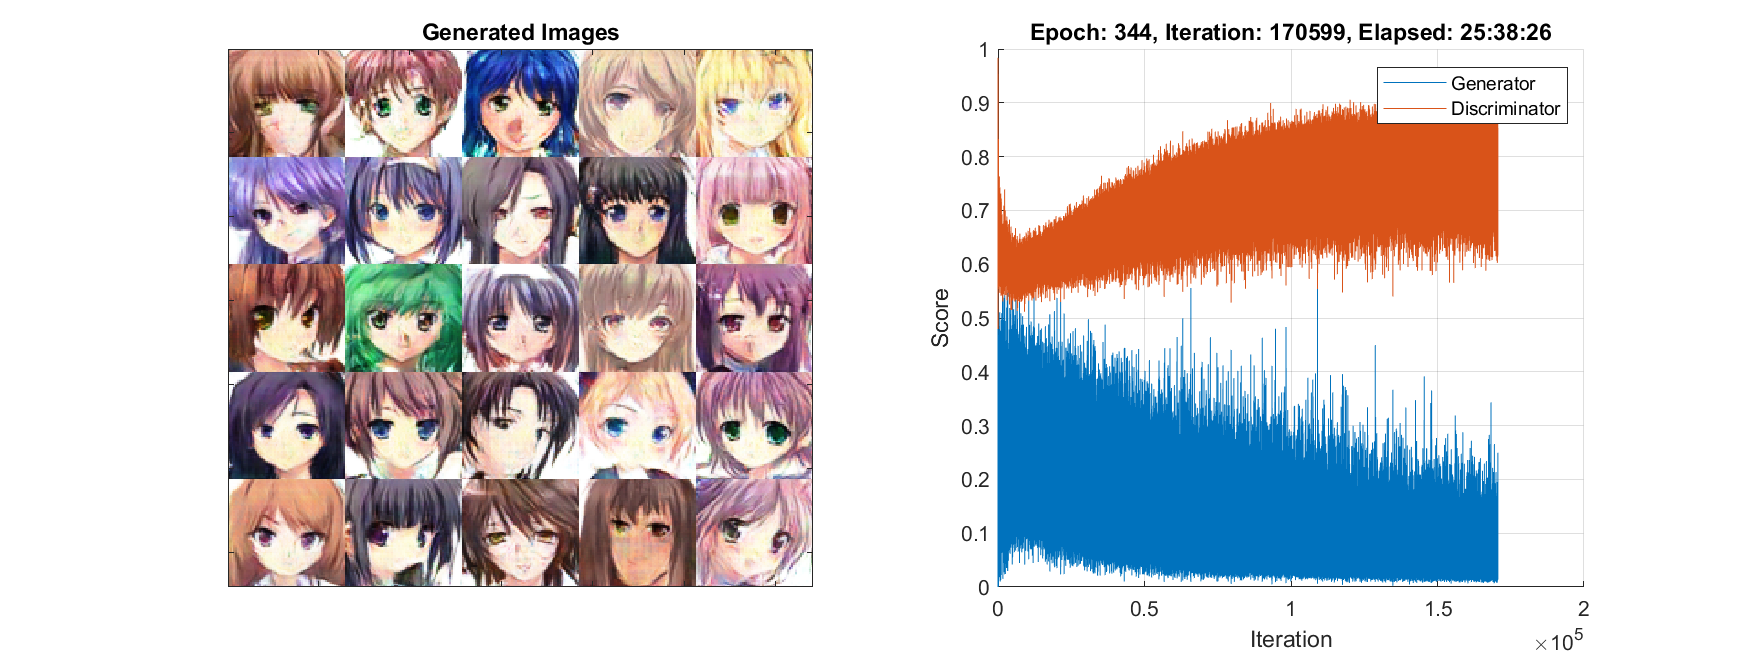 Generated Images
Epoch: 344, Iteration: 170599, Elapsed: 25:38:26
Generator
Discriminator
Score
1
0.9
0.8
0.7
0.6
0.5
0.4
0.3
0.2
0.1
0
0 0.5 1 1.5 2
Iteration
×10⁵